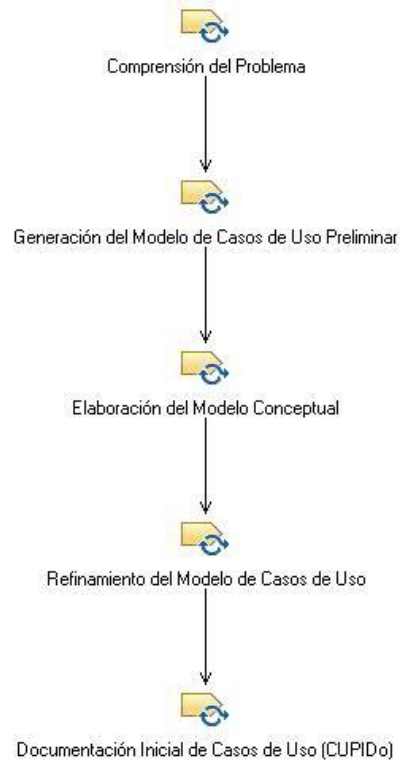 Comprensión del Problema
Generación del Modelo de Casos de Uso Preliminar
Elaboración del Modelo Conceptual
Refinamiento del Modelo de Casos de Uso
Documentación Inicial de Casos de Uso (CUPIDo)